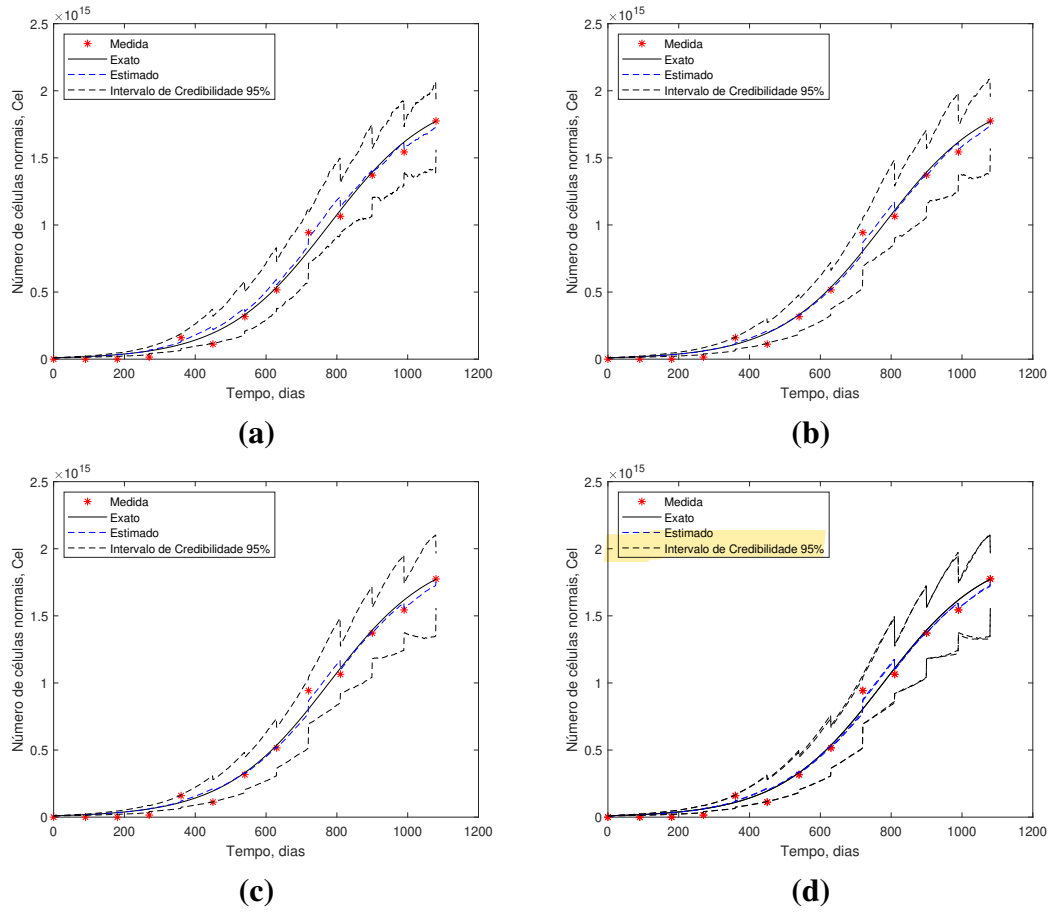 ×10^15
2.5
2
1.5
1
0.5
0
Número de células normais, Cel
Medida
Exato
Estimado
Intervalo de Credibilidade 95%
0 200 400 600 800 1000 1200
Tempo, dias
(a)
×10^15
2.5
2
1.5
1
0.5
0
Número de células normais, Cel
Medida
Exato
Estimado
Intervalo de Credibilidade 95%
0 200 400 600 800 1000 1200
Tempo, dias
(b)
×10^15
2.5
2
1.5
1
0.5
0
Número de células normais, Cel
Medida
Exato
Estimado
Intervalo de Credibilidade 95%
0 200 400 600 800 1000 1200
Tempo, dias
(c)
×10^15
2.5
2
1.5
1
0.5
0
Número de células normais, Cel
Medida
Exato
Estimado
Intervalo de Credibilidade 95%
0 200 400 600 800 1000 1200
Tempo, dias
(d)